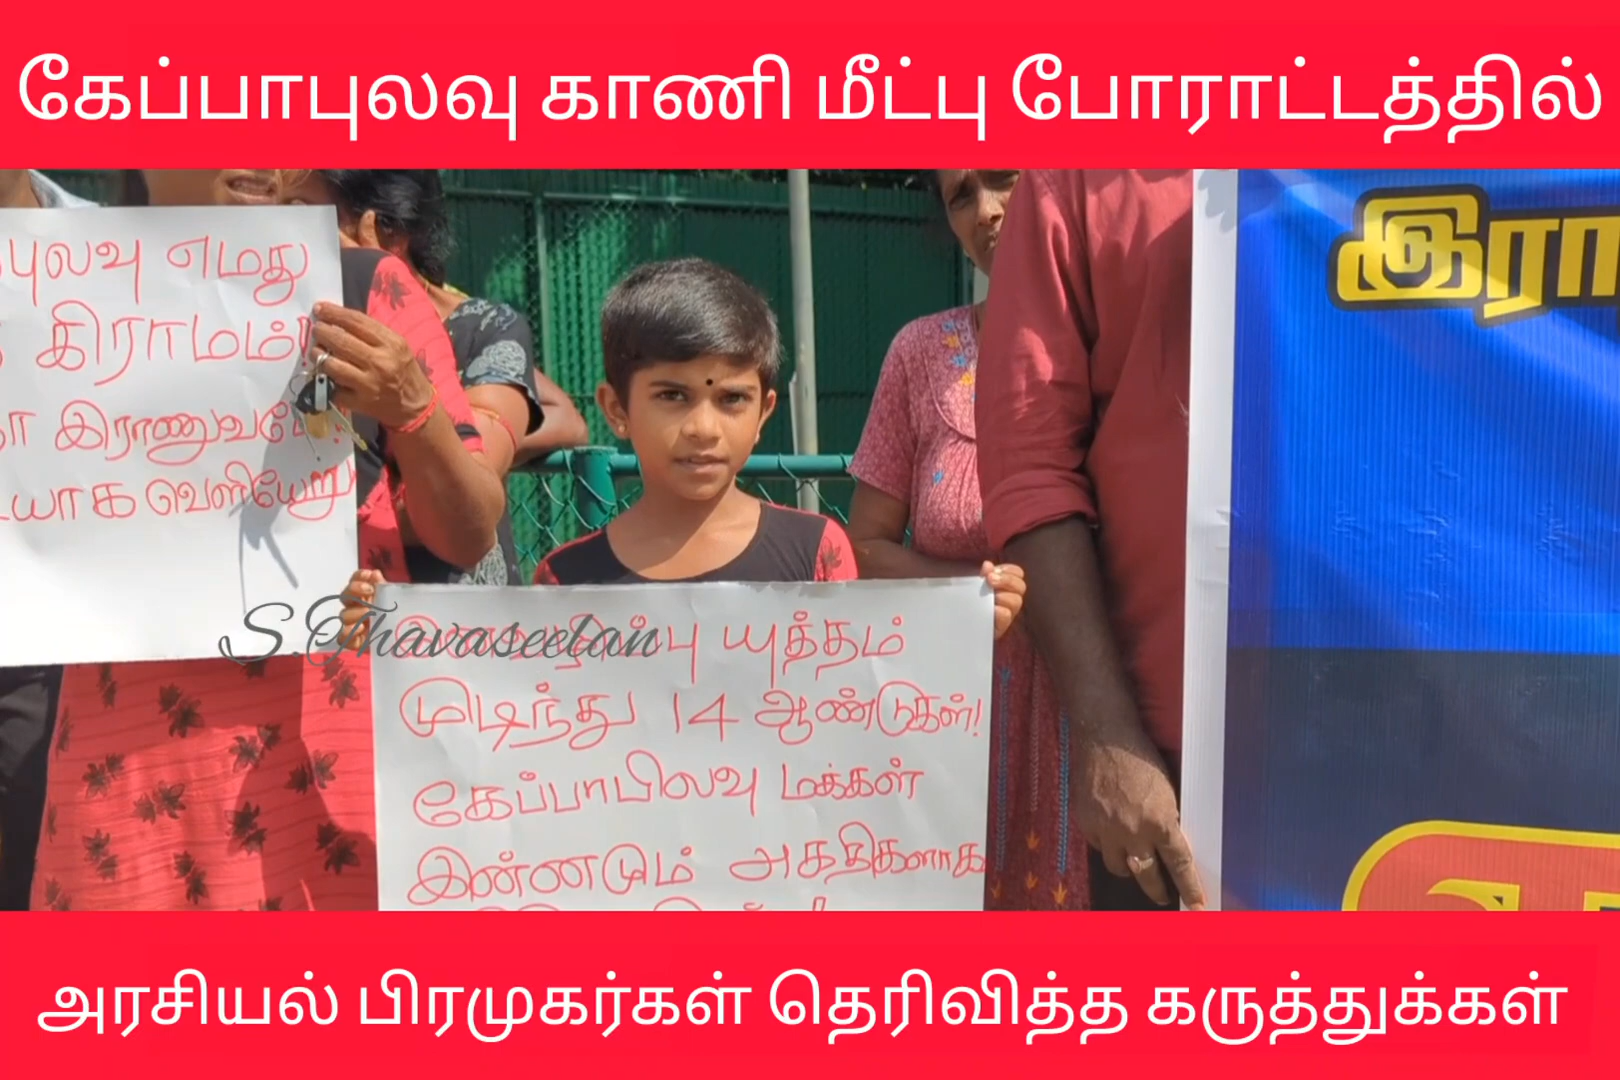 கேப்பாபுலவு காணி மீட்பு போராட்டத்தில்
புலவு எமது
கிராமம்
இராணுவமே
வெளியேறு
யுத்தம்
முடிந்து 14 ஆண்டுகள்!
கேப்பாபிலவு மக்கள்
இன்னமும் அகதிகளாக
இரா
S.Thavaseelan
அரசியல் பிரமுகர்கள் தெரிவித்த கருத்துக்கள்